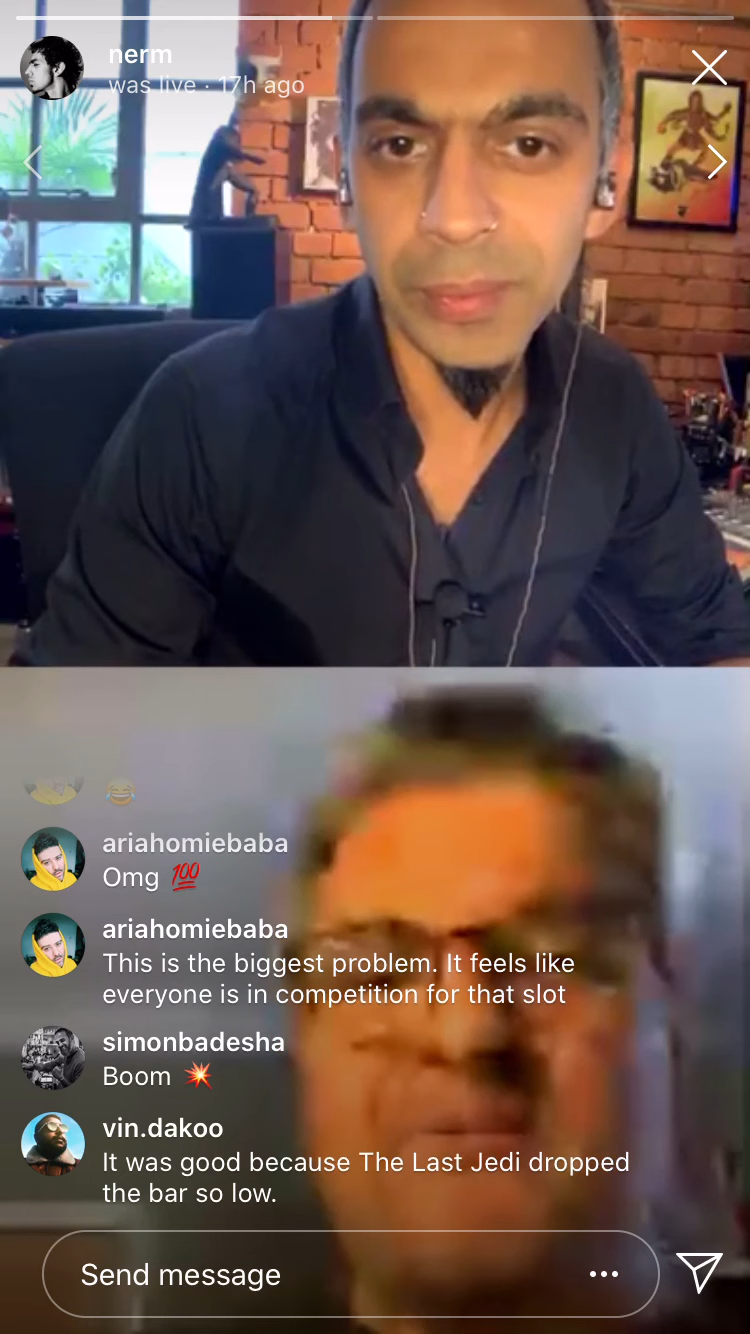 nerm
was live · 17h ago
😂
ariahomiebaba
Omg 💯
ariahomiebaba
This is the biggest problem. It feels like
everyone is in competition for that slot
simonbadesha
Boom 💥
vin.dakoo
It was good because The Last Jedi dropped
the bar so low.
Send message